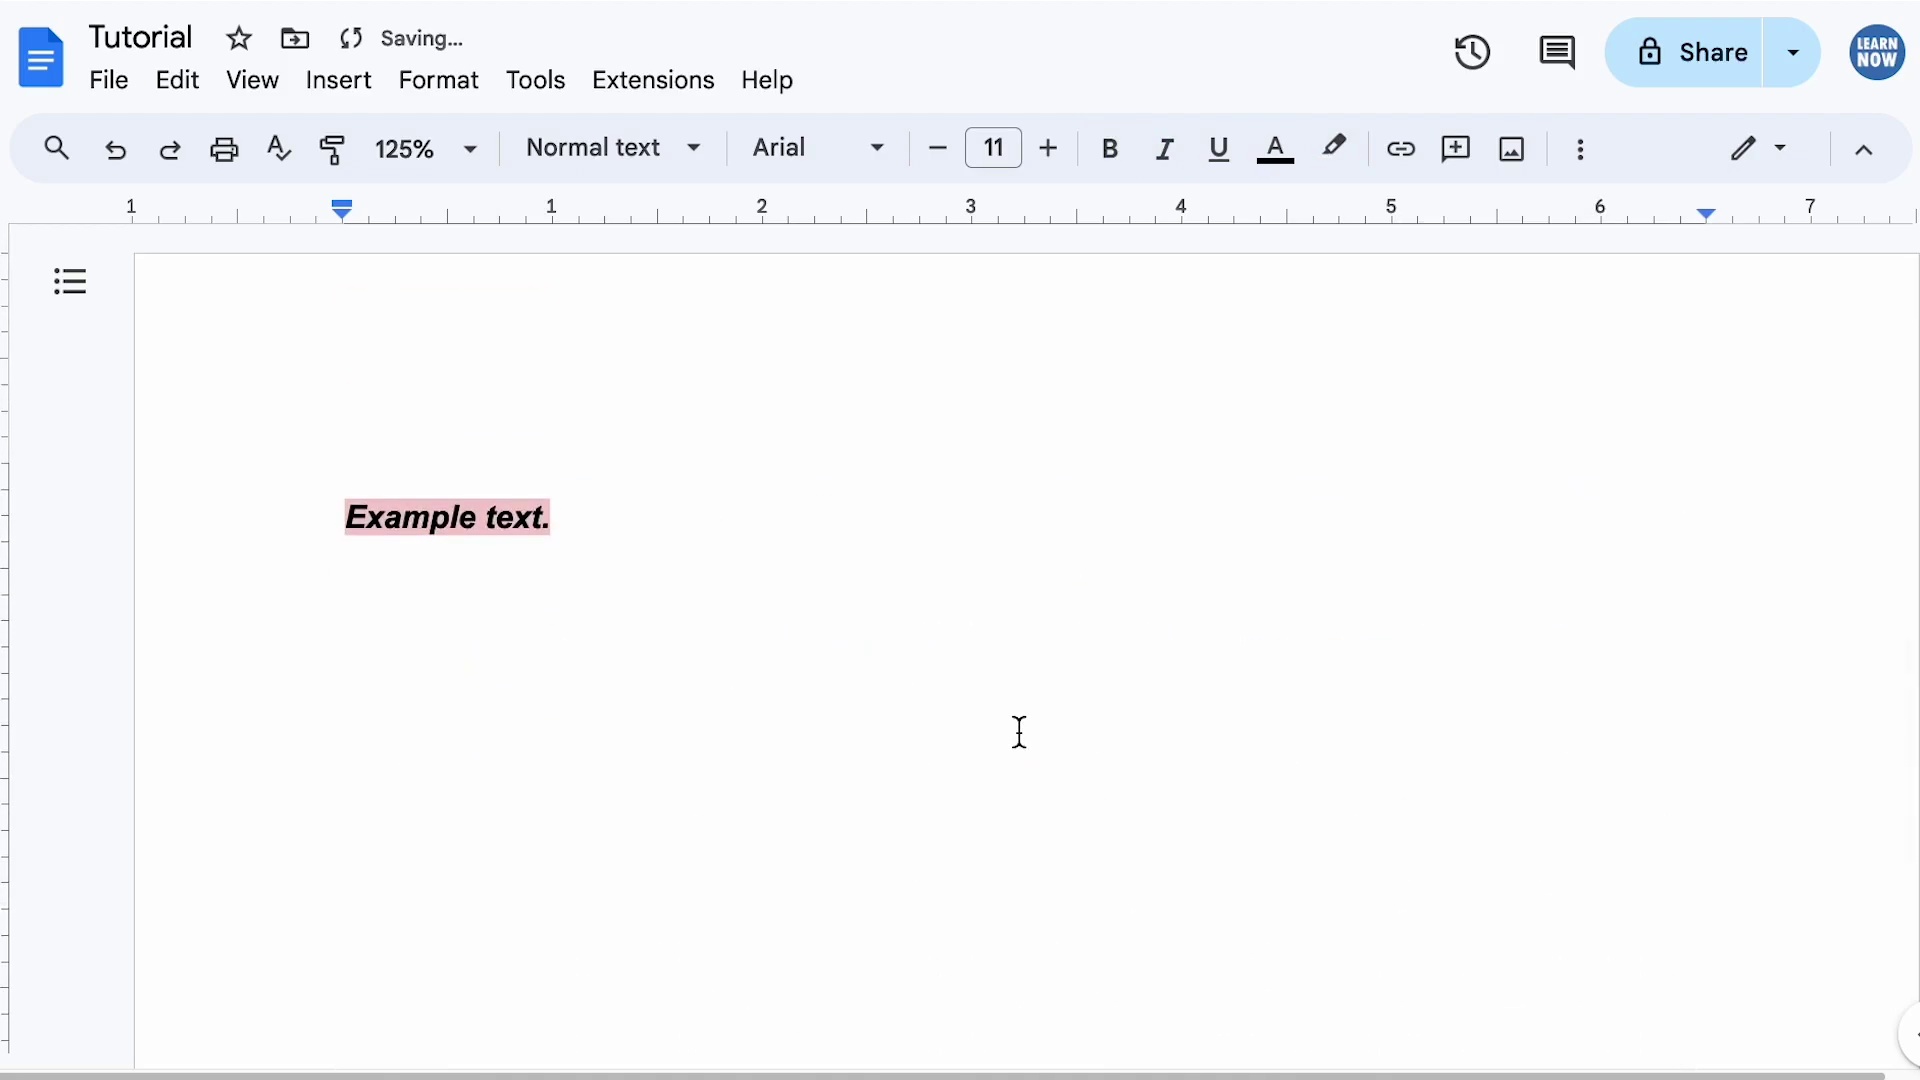 Tutorial Saving...
File Edit View Insert Format Tools Extensions Help
Share
LEARN
NOW
125% Normal text Arial 11 B I U A
1 1 2 3 4 5 6 7
Example text.